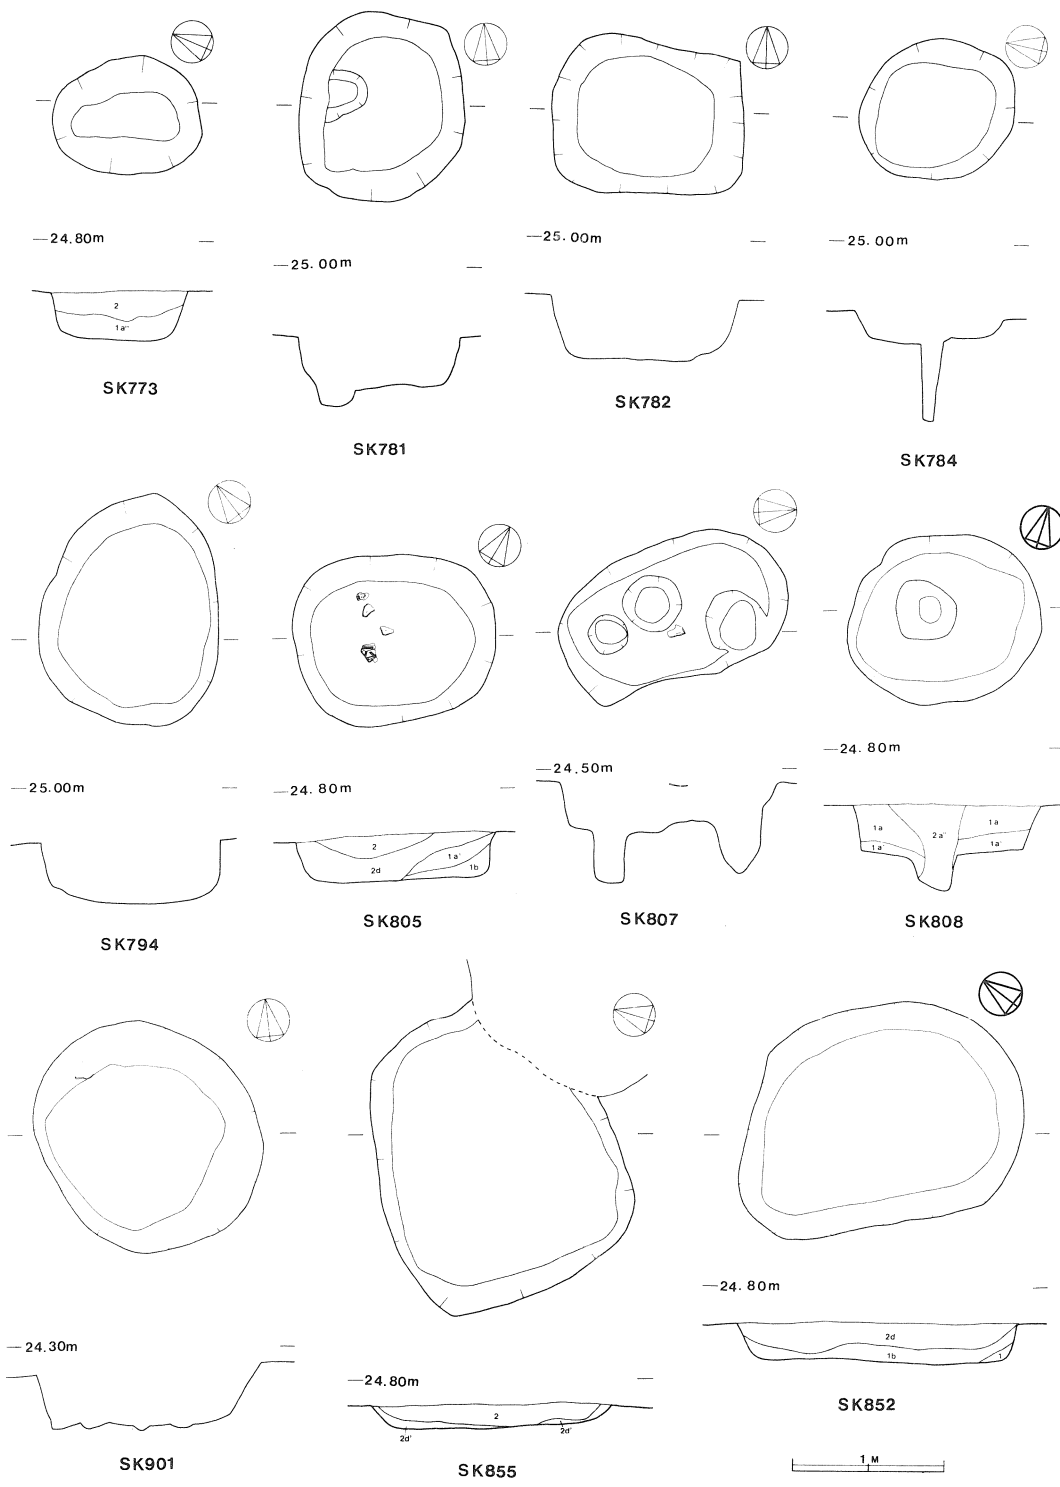 24.80m
2
1a''
SK773
25.00m
SK781
25.00m
SK782
25.00m
SK784
25.00m
SK794
24.80m
2
2d
1a'
1b
SK805
24.50m
SK807
24.80m
1a
1a'
2a''
1a
1a'
SK808
24.30m
SK901
24.80m
2
2d'
2d'
SK855
24.80m
2d
1b
1
SK852
1 M